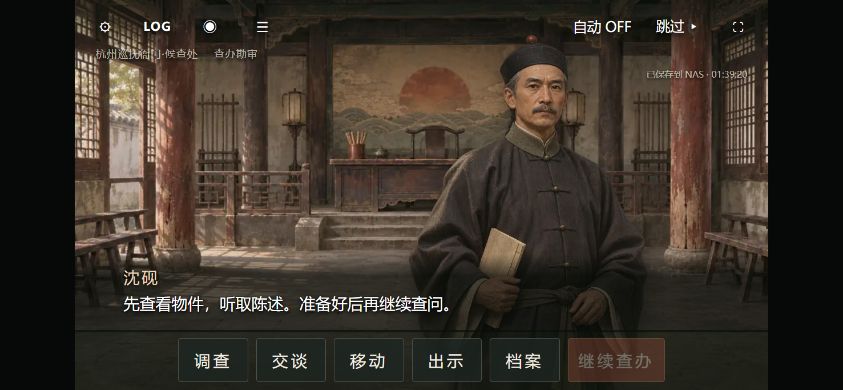 LOG
自动 OFF
跳过
杭州巡抚衙门·候查处 查办勘审
已保存到 NAS · 01:39:20
沈砚
先查看物件，听取陈述。准备好后再继续查问。
调查
交谈
移动
出示
档案
继续查办